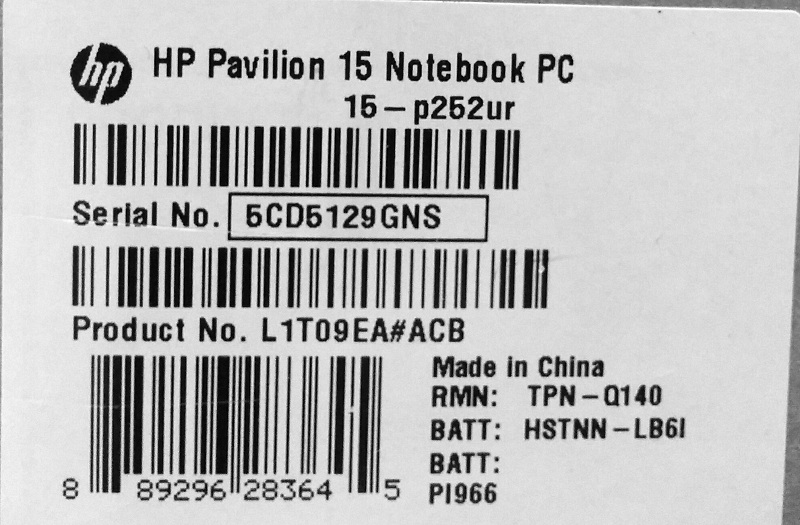 hp
HP Pavilion 15 Notebook PC
15-p252ur
Serial No. 5CD5129GNS
Product No. L1T09EA#ACB
Made in China
RMN: TPN-Q140
BATT: HSTNN-LB6I
BATT:
PI966
8 89296 28364 5